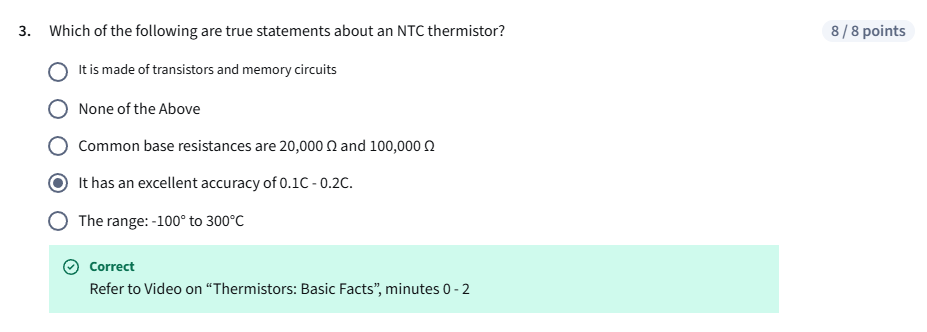 3. Which of the following are true statements about an NTC thermistor?
8 / 8 points
It is made of transistors and memory circuits
None of the Above
Common base resistances are 20,000 Ω and 100,000 Ω
It has an excellent accuracy of 0.1C - 0.2C.
The range: -100° to 300°C
Correct
Refer to Video on “Thermistors: Basic Facts”, minutes 0 - 2